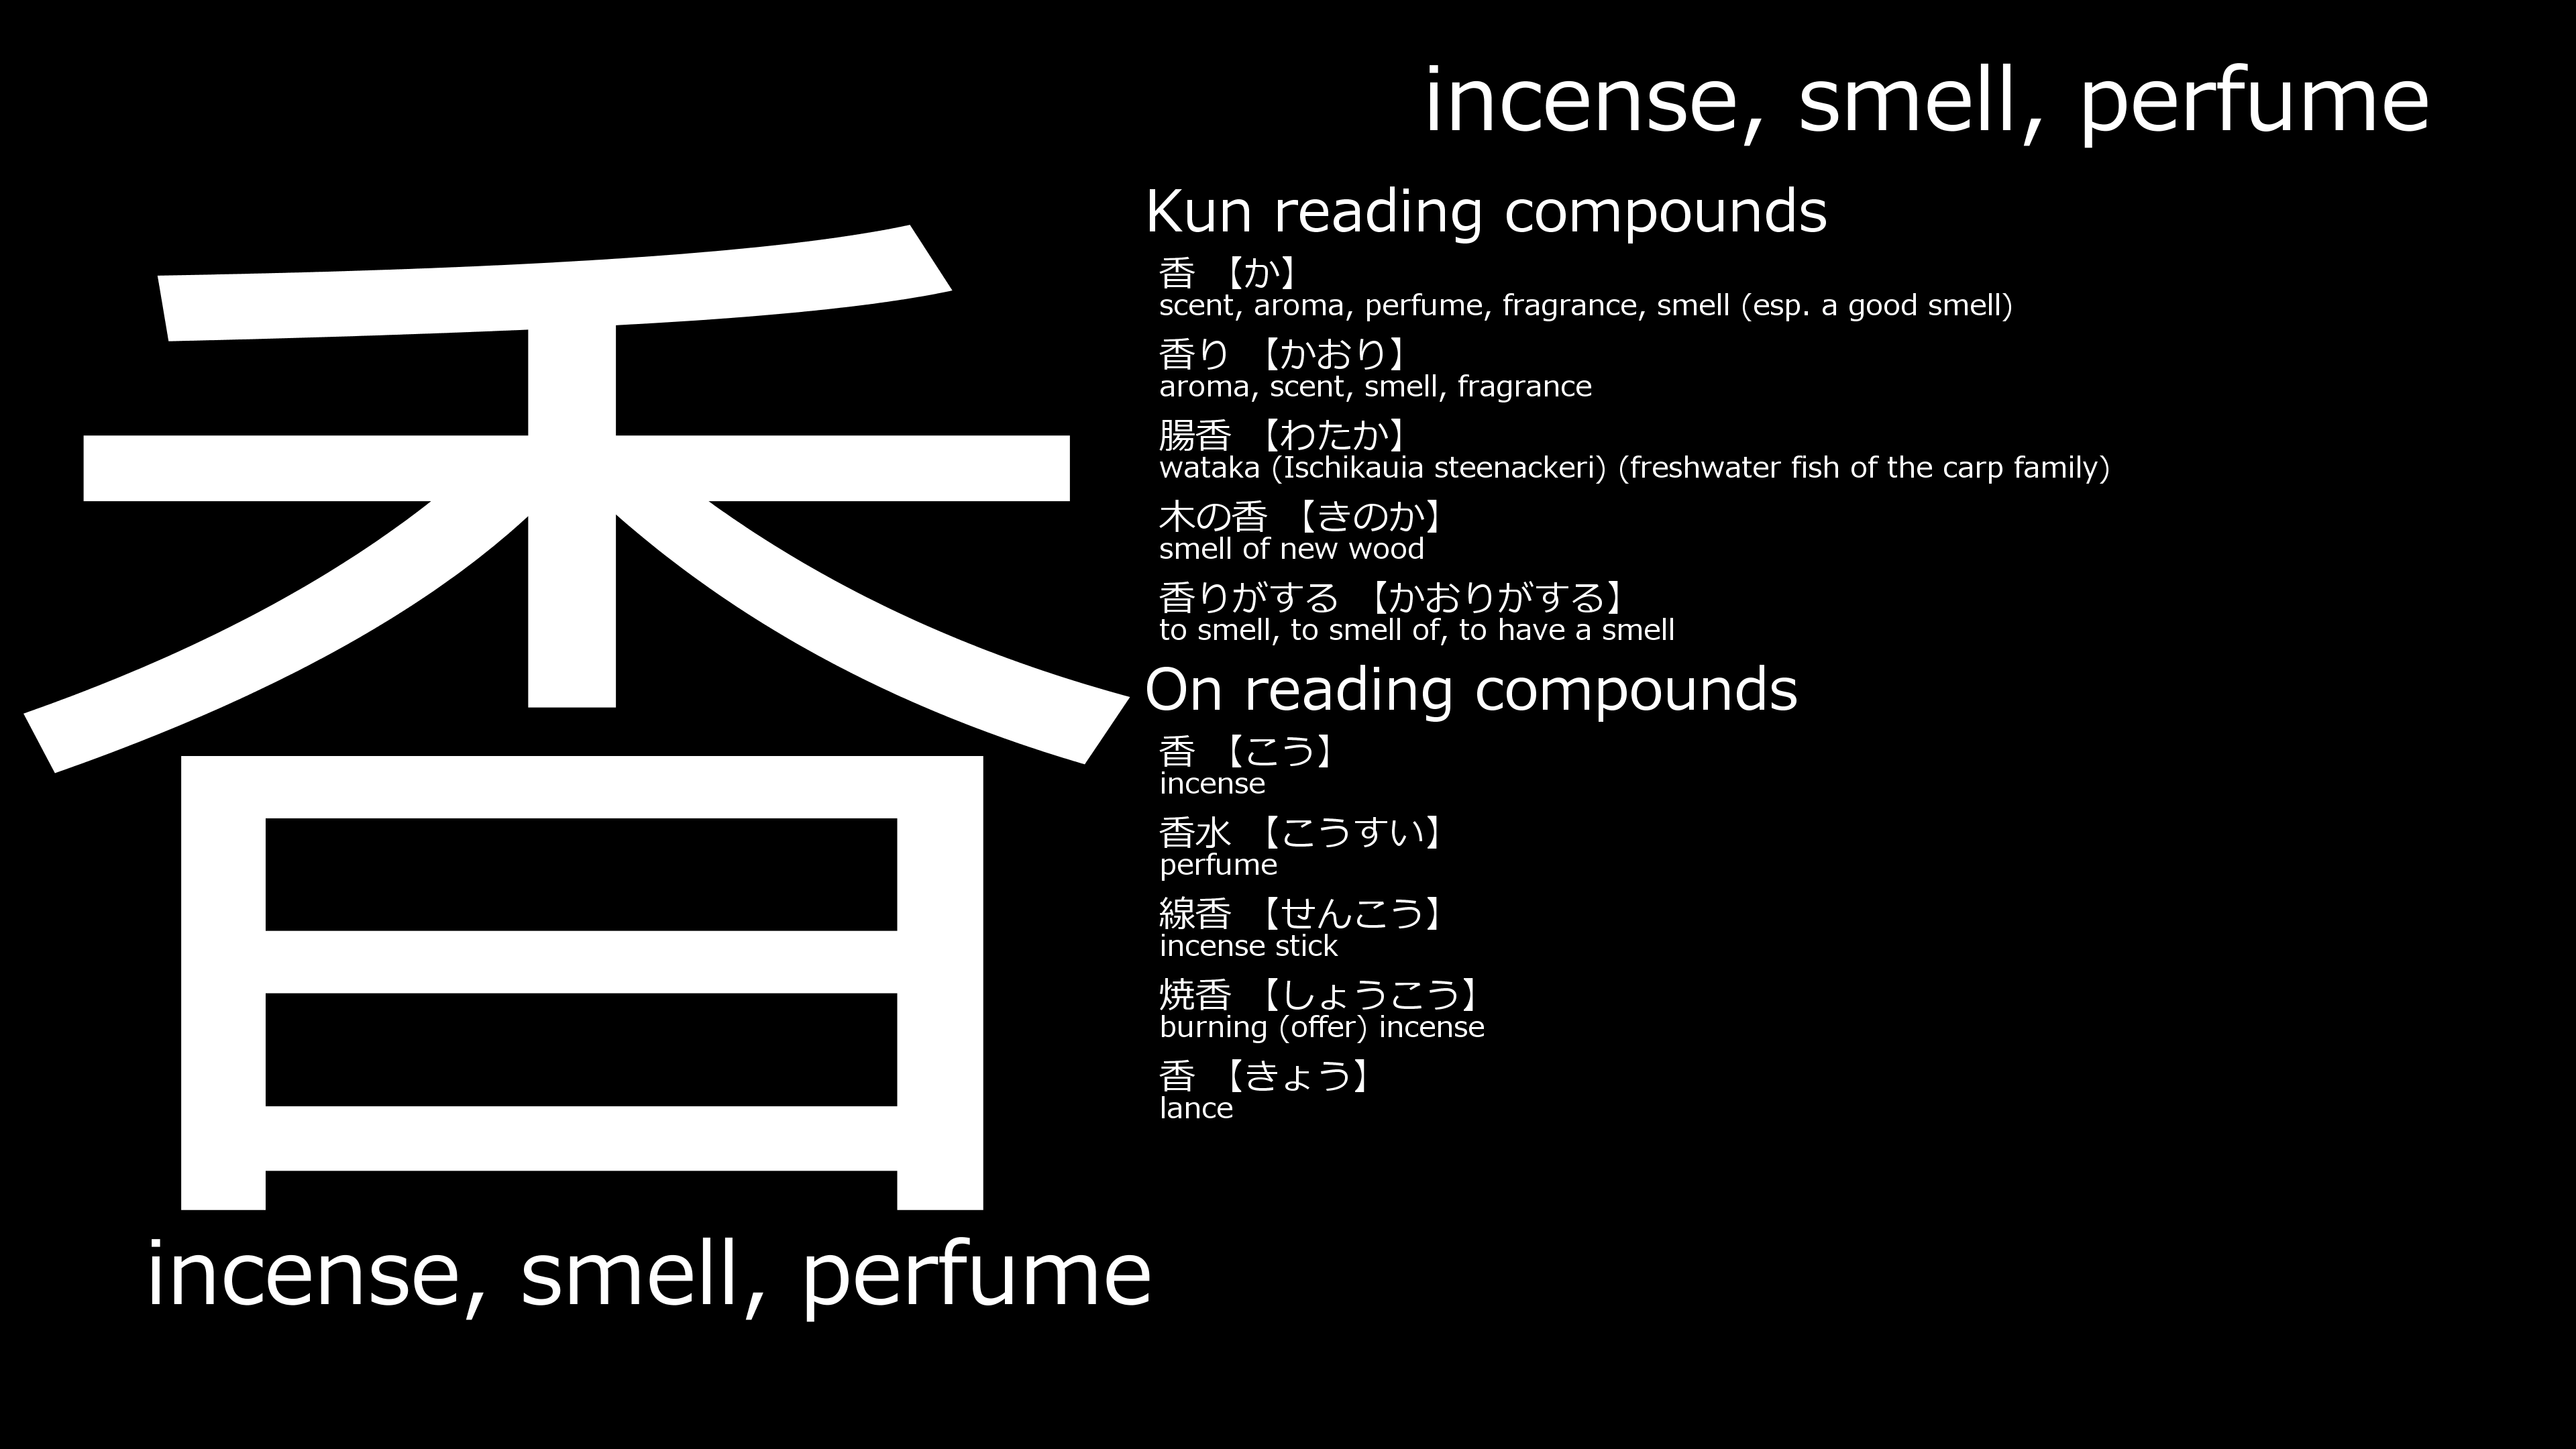 香
incense, smell, perfume
incense, smell, perfume
Kun reading compounds
香 【か】
scent, aroma, perfume, fragrance, smell (esp. a good smell)
香り 【かおり】
aroma, scent, smell, fragrance
腸香 【わたか】
wataka (Ischikauia steenackeri) (freshwater fish of the carp family)
木の香 【きのか】
smell of new wood
香りがする 【かおりがする】
to smell, to smell of, to have a smell
On reading compounds
香 【こう】
incense
香水 【こうすい】
perfume
線香 【せんこう】
incense stick
焼香 【しょうこう】
burning (offer) incense
香 【きょう】
lance